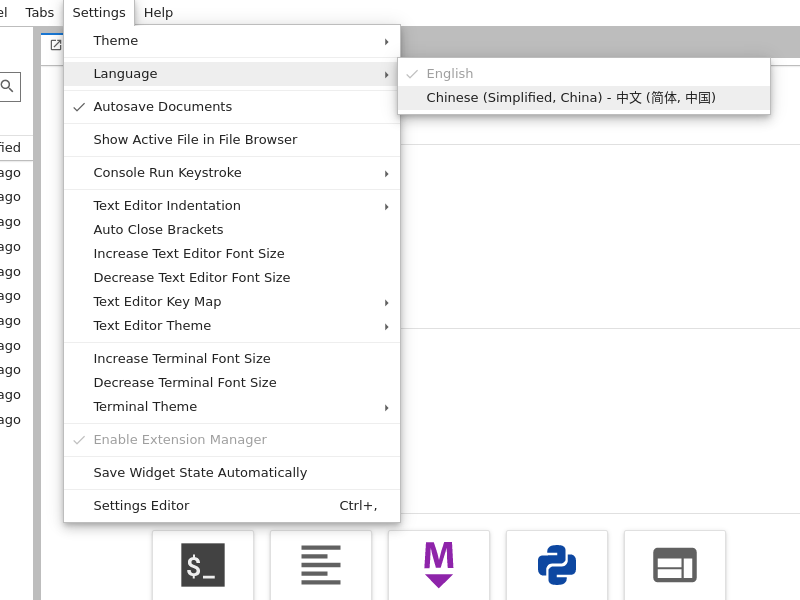 el Tabs Settings Help
Theme
Language
English
Chinese (Simplified, China) - 中文 (简体, 中国)
Autosave Documents
Show Active File in File Browser
Console Run Keystroke
Text Editor Indentation
Auto Close Brackets
Increase Text Editor Font Size
Decrease Text Editor Font Size
Text Editor Key Map
Text Editor Theme
Increase Terminal Font Size
Decrease Terminal Font Size
Terminal Theme
Enable Extension Manager
Save Widget State Automatically
Settings Editor Ctrl+,
fied
ago
ago
ago
ago
ago
ago
ago
ago
ago
ago
ago
$_
M